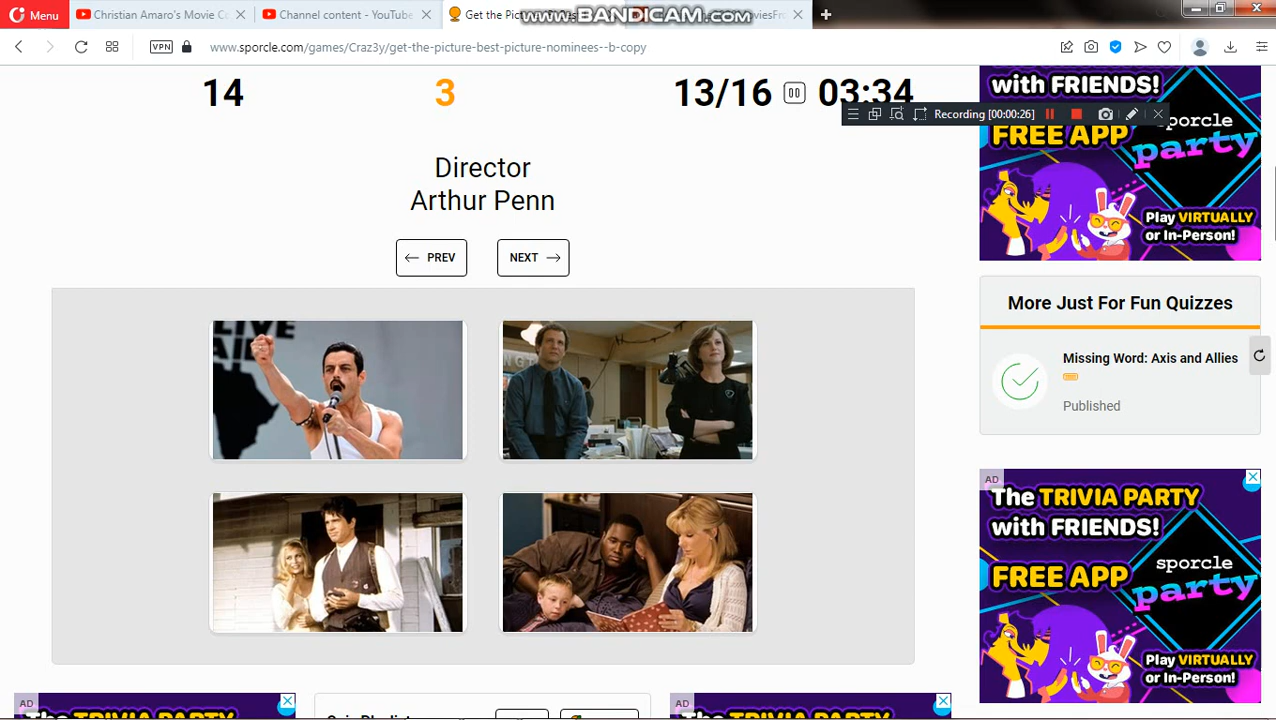 Menu
Christian Amaro's Movie C
Channel content - YouTube
Get the Pic
www.BANDICAM.com
VPN
www.sporcle.com/games/Craz3y/get-the-picture-best-picture-nominees--b-copy
14
3
13/16
03:34
Recording [00:00:26]
Director
Arthur Penn
PREV
NEXT
LIVE
AID
with FRIENDS!
FREE APP
sporcle
party
Play VIRTUALLY
or In-Person!
More Just For Fun Quizzes
Missing Word: Axis and Allies
Published
AD
The TRIVIA PARTY
with FRIENDS!
FREE APP
sporcle
party
Play VIRTUALLY
or In-Person!
AD
AD